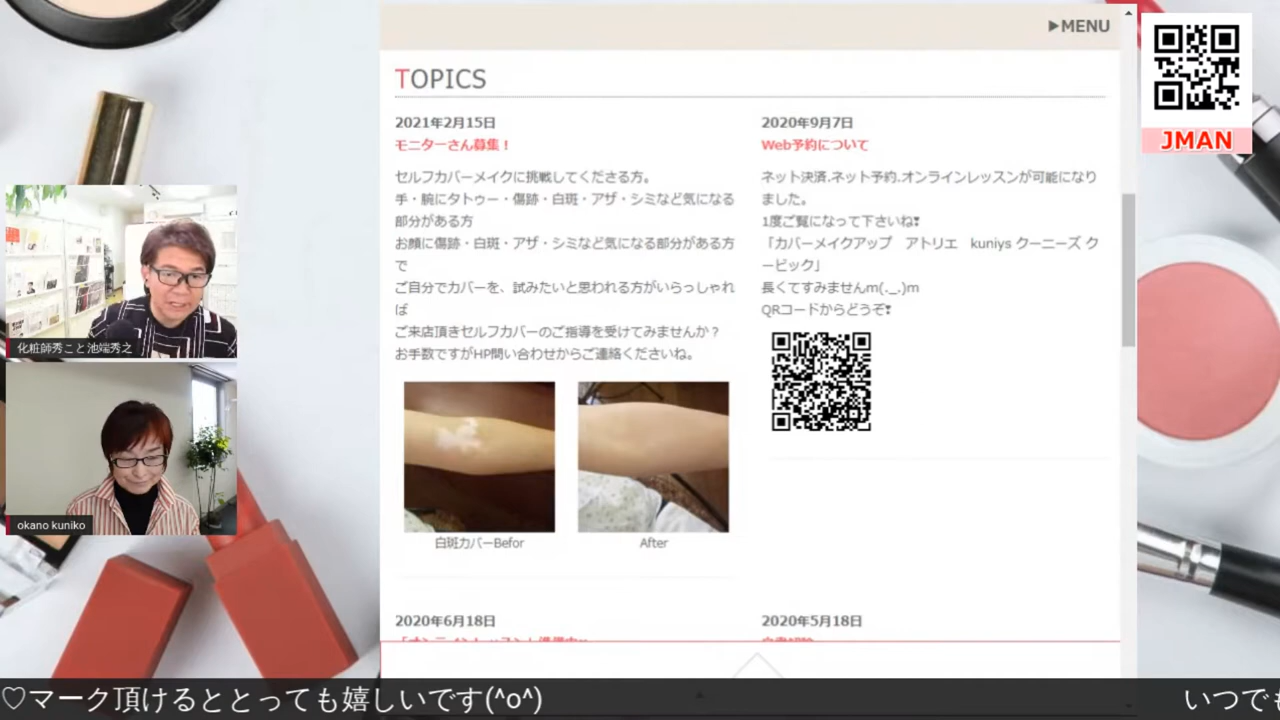 ▶MENU
TOPICS
2021年2月15日
モニターさん募集！
セルフカバーメイクに挑戦してくださる方。
手・腕にタトゥー・傷跡・白斑・アザ・シミなど気になる
部分がある方
お顔に傷跡・白斑・アザ・シミなど気になる部分がある方
で
ご自分でカバーを、試みたいと思われる方がいらっしゃれ
ば
ご来店頂きセルフカバーのご指導を受けてみませんか？
お手数ですがHP問い合わせからご連絡くださいね。
白斑カバーBefor
After
2020年9月7日
Web予約について
ネット決済.ネット予約.オンラインレッスンが可能になり
ました。
1度ご覧になって下さいね❣
「カバーメイクアップ　アトリエ　kuniys クーニーズ ク
ービック」
長くてすみませんm(._.)m
QRコードからどうぞ❣
2020年6月18日
2020年5月18日
JMAN
化粧師秀こと池端秀之
okano kuniko
♡マーク頂けるととっても嬉しいです(^o^)
いつでも